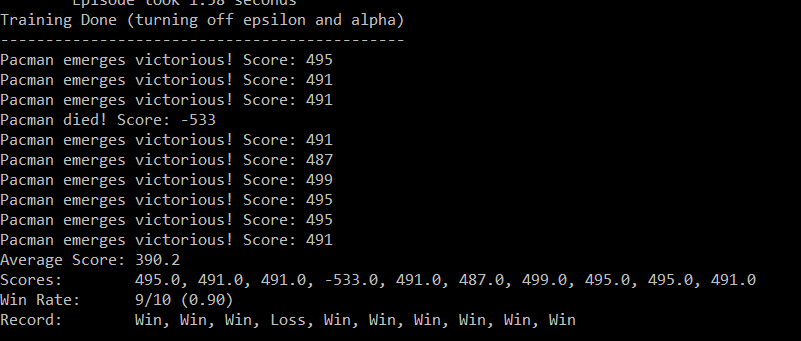 Episode took 1.58 seconds
Training Done (turning off epsilon and alpha)
---------------------------------------------
Pacman emerges victorious! Score: 495
Pacman emerges victorious! Score: 491
Pacman emerges victorious! Score: 491
Pacman died! Score: -533
Pacman emerges victorious! Score: 491
Pacman emerges victorious! Score: 487
Pacman emerges victorious! Score: 499
Pacman emerges victorious! Score: 495
Pacman emerges victorious! Score: 495
Pacman emerges victorious! Score: 491
Average Score: 390.2
Scores:        495.0, 491.0, 491.0, -533.0, 491.0, 487.0, 499.0, 495.0, 495.0, 491.0
Win Rate:      9/10 (0.90)
Record:        Win, Win, Win, Loss, Win, Win, Win, Win, Win, Win